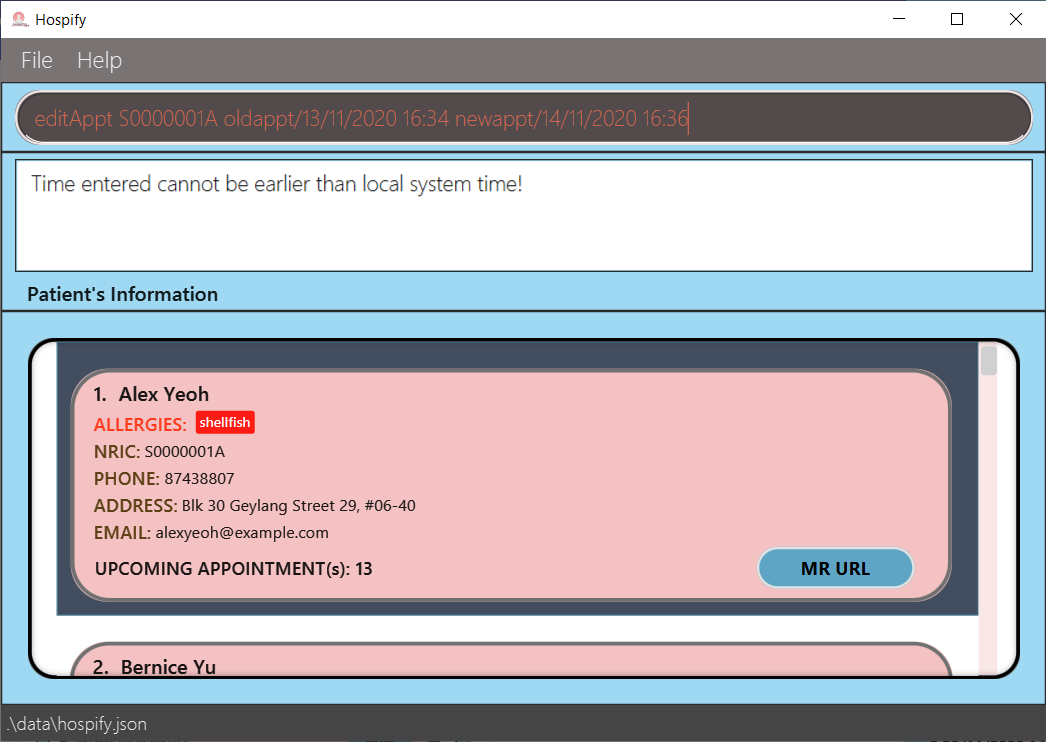 Hospify
File Help
editAppt S0000001A oldappt/13/11/2020 16:34 newappt/14/11/2020 16:36
Time entered cannot be earlier than local system time!
Patient's Information
1. Alex Yeoh
ALLERGIES: shellfish
NRIC: S0000001A
PHONE: 87438807
ADDRESS: Blk 30 Geylang Street 29, #06-40
EMAIL: alexyeoh@example.com
UPCOMING APPOINTMENT(s): 13
MR URL
2. Bernice Yu
.\data\hospify.json